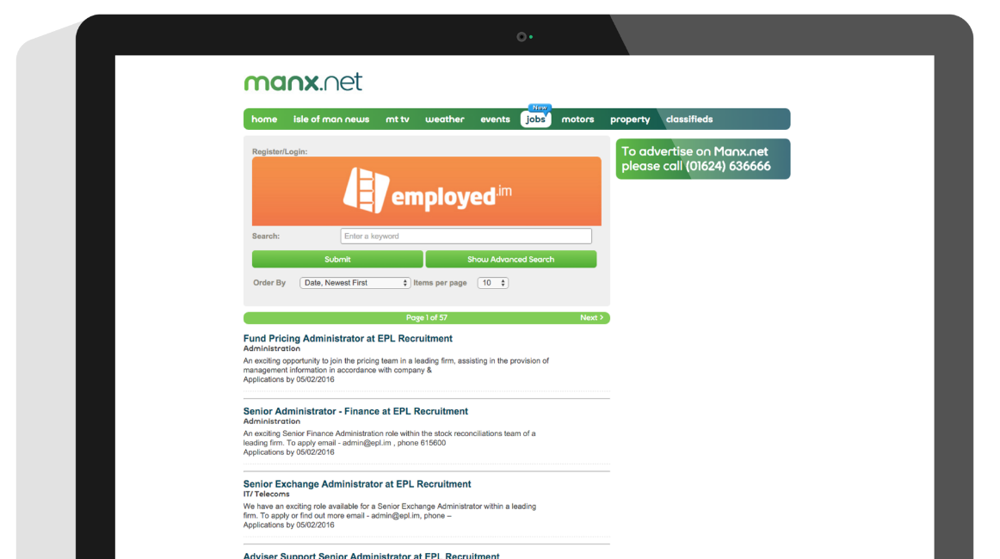 manx.net
New
home isle of man news mt tv weather events jobs motors property classifieds
Register/Login:
To advertise on Manx.net
please call (01624) 636666
employed.im
Search: Enter a keyword
Submit Show Advanced Search
Order By Date, Newest First Items per page 10
Page 1 of 57 Next >
Fund Pricing Administrator at EPL Recruitment
Administration
An exciting opportunity to join the pricing team in a leading firm, assisting in the provision of
management information in accordance with company &
Applications by 05/02/2016
Senior Administrator - Finance at EPL Recruitment
Administration
An exciting Senior Finance Administration role within the stock reconciliations team of a
leading firm. To apply email - admin@epl.im , phone 615600
Applications by 05/02/2016
Senior Exchange Administrator at EPL Recruitment
IT/ Telecoms
We have an exciting role available for a Senior Exchange Administrator within a leading
firm. To apply or find out more email - admin@epl.im, phone –
Applications by 05/02/2016
Adviser Support Senior Administrator at EPL Recruitment